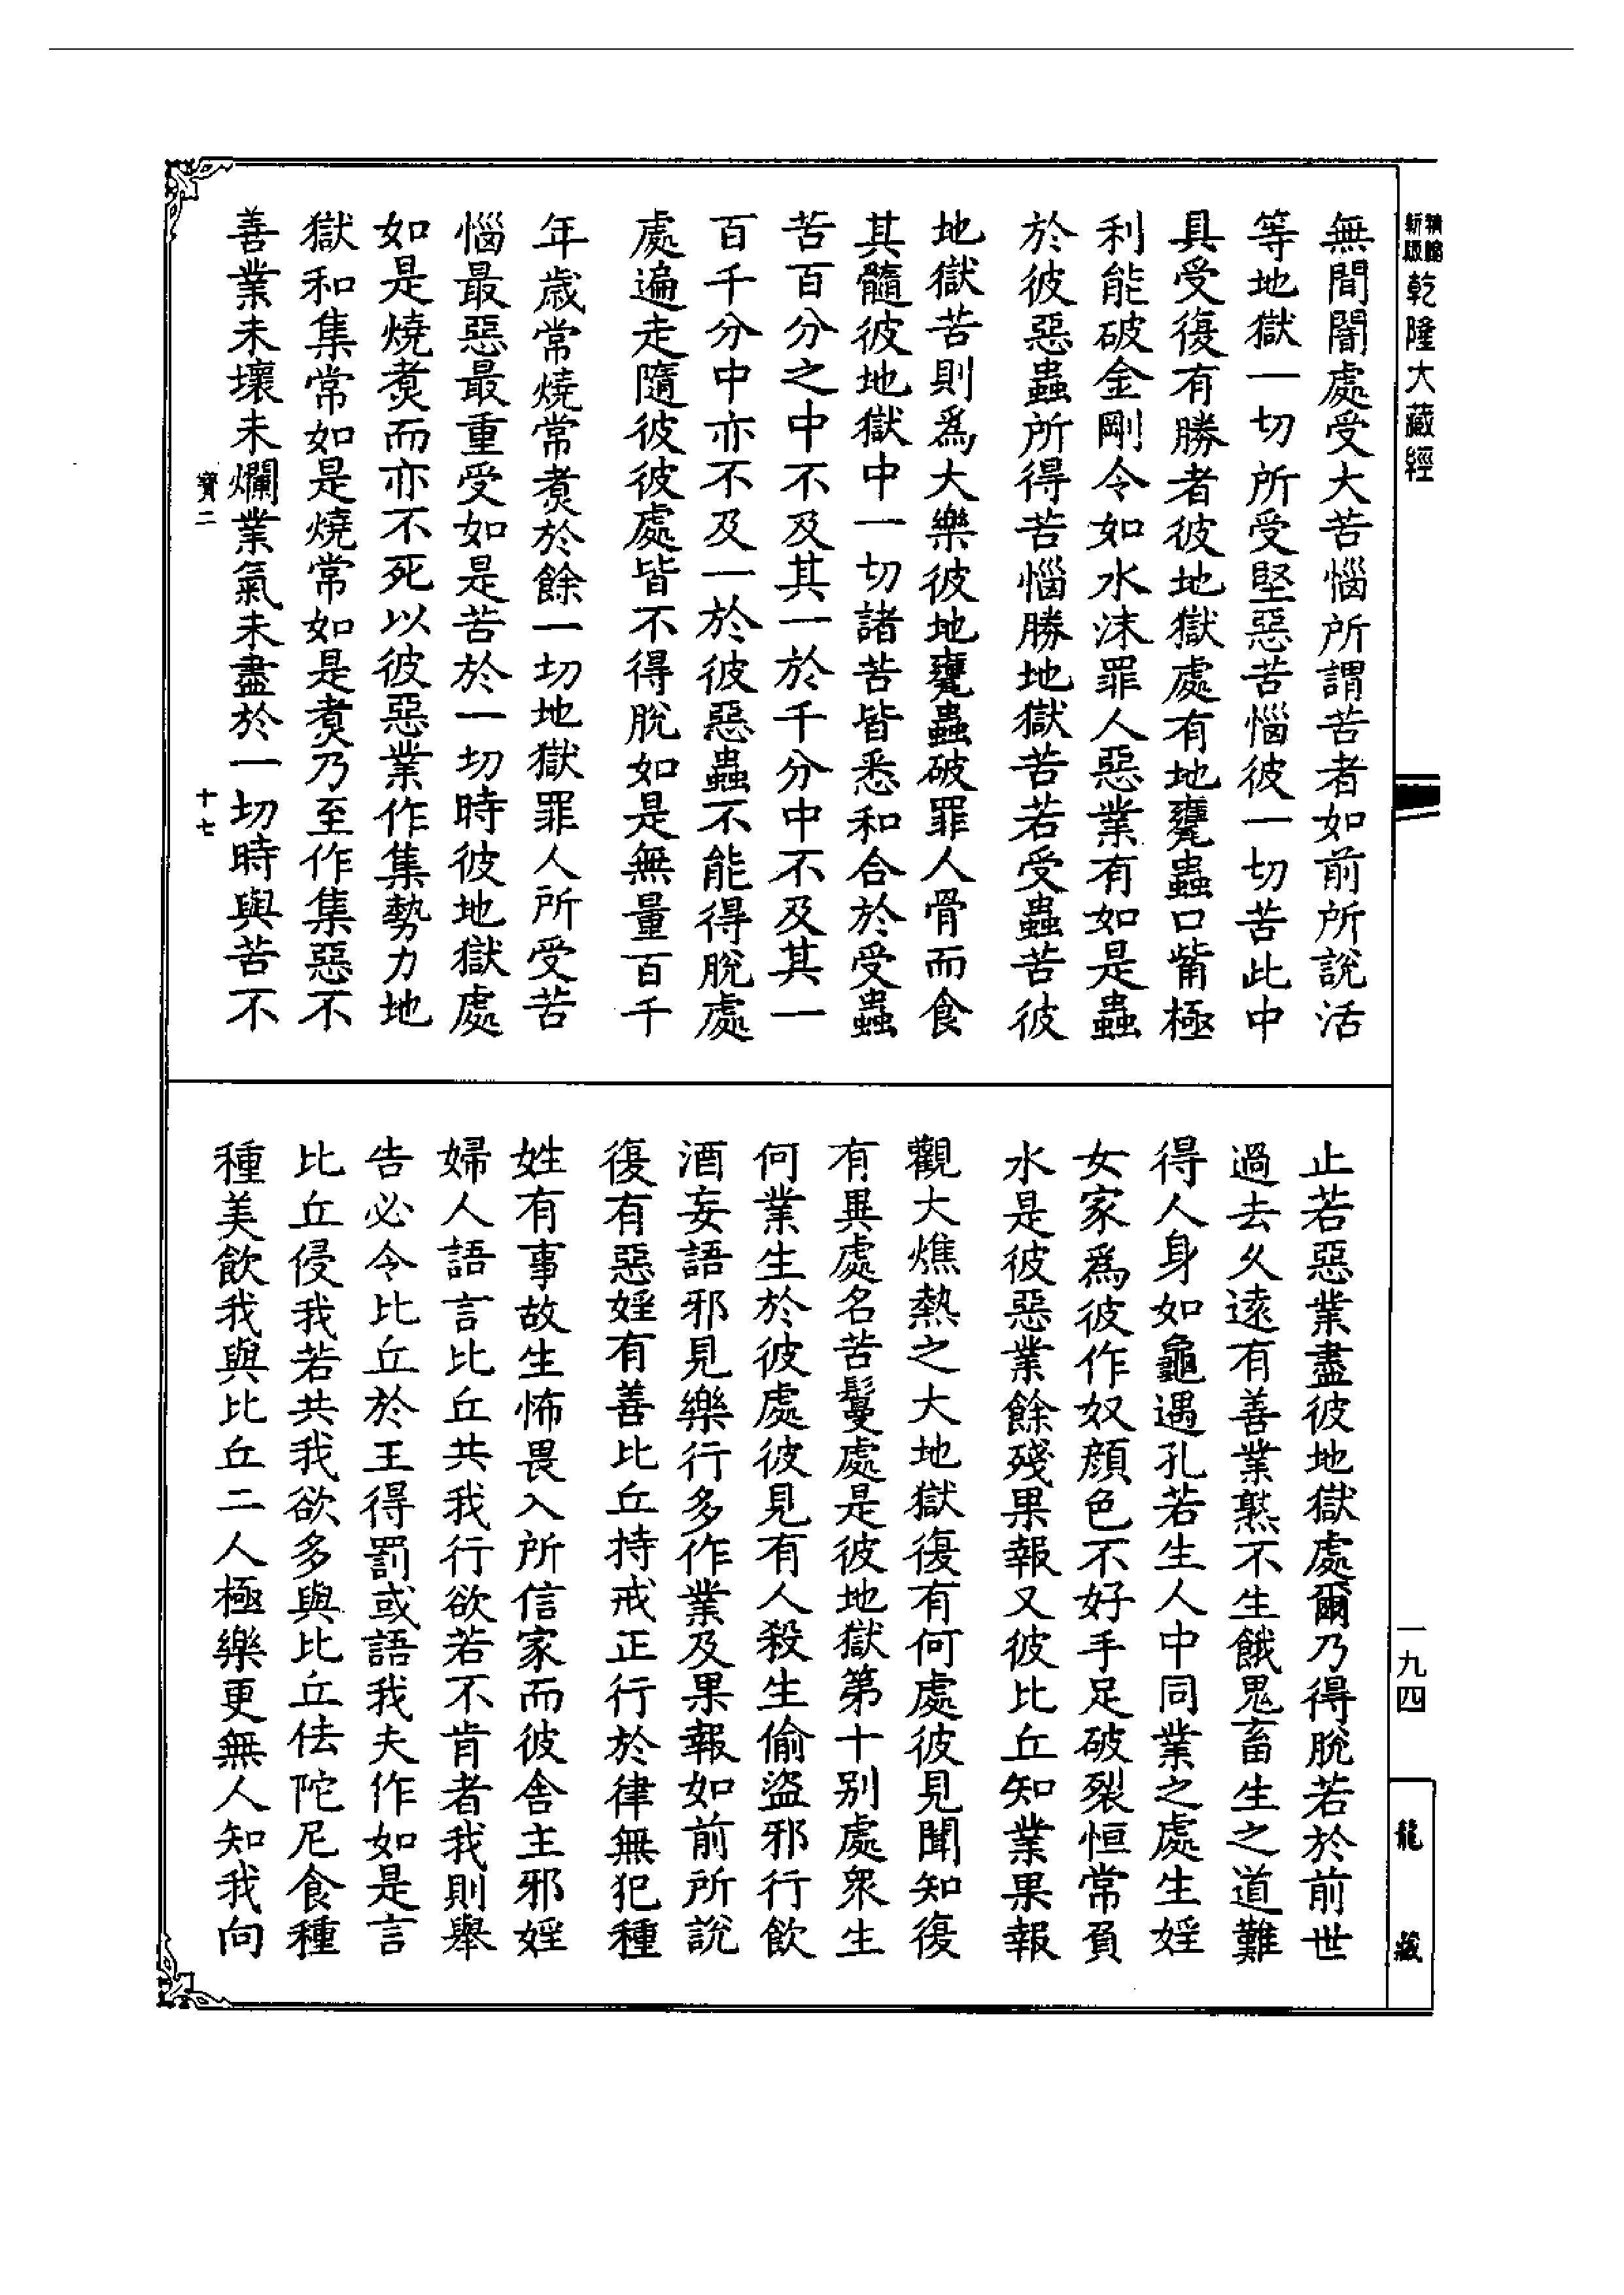 精縮新版乾隆大藏經
無間闇處受大苦惱所謂苦者如前所說活
等地獄一切所受堅惡苦惱彼一切苦此中
具受復有勝者彼地獄處有地甕蟲口觜極
利能破金剛令如水沫罪人惡業有如是蟲
於彼惡蟲所得苦惱勝地獄苦若受蟲苦彼
地獄苦則為大樂彼地甕蟲破罪人骨而食
其髓彼地獄中一切諸苦皆悉和合於受蟲
苦百分之中不及其一於千分中不及其一
百千分中亦不及一於彼惡蟲不能得脫處
處遍走隨彼彼處皆不得脫如是無量百千
年歲常燒常煑於餘一切地獄罪人所受苦
惱最惡最重受如是苦於一切時彼地獄處
如是燒煑而亦不死以彼惡業作集勢力地
獄和集常如是燒常如是煑乃至作集惡不
善業未壞未爛業氣未盡於一切時與苦不
寶二
十七
止若惡業盡彼地獄處爾乃得脫若於前世
過去久遠有善業熟不生餓鬼畜生之道難
得人身如龜遇孔若生人中同業之處生婬
女家為彼作奴顏色不好手足破裂恒常負
水是彼惡業餘殘果報又彼比丘知業果報
觀大燋熱之大地獄復有何處彼見聞知復
有異處名苦鬘處是彼地獄第十別處眾生
何業生於彼處彼見有人殺生偷盜邪行飲
酒妄語邪見樂行多作業及果報如前所說
復有惡婬有善比丘持戒正行於律無犯種
姓有事故生怖畏入所信家而彼舍主邪婬
婦人語言比丘共我行欲若不肯者我則舉
告必令比丘於王得罰或語我夫作如是言
比丘侵我若共我欲多與比丘佉陀尼食種
種美飲我與比丘二人極樂更無人知我向
一九四
龍藏